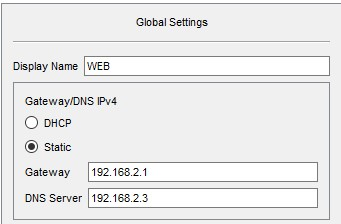 Global Settings
Display Name WEB
Gateway/DNS IPv4
DHCP
Static
Gateway 192.168.2.1
DNS Server 192.168.2.3